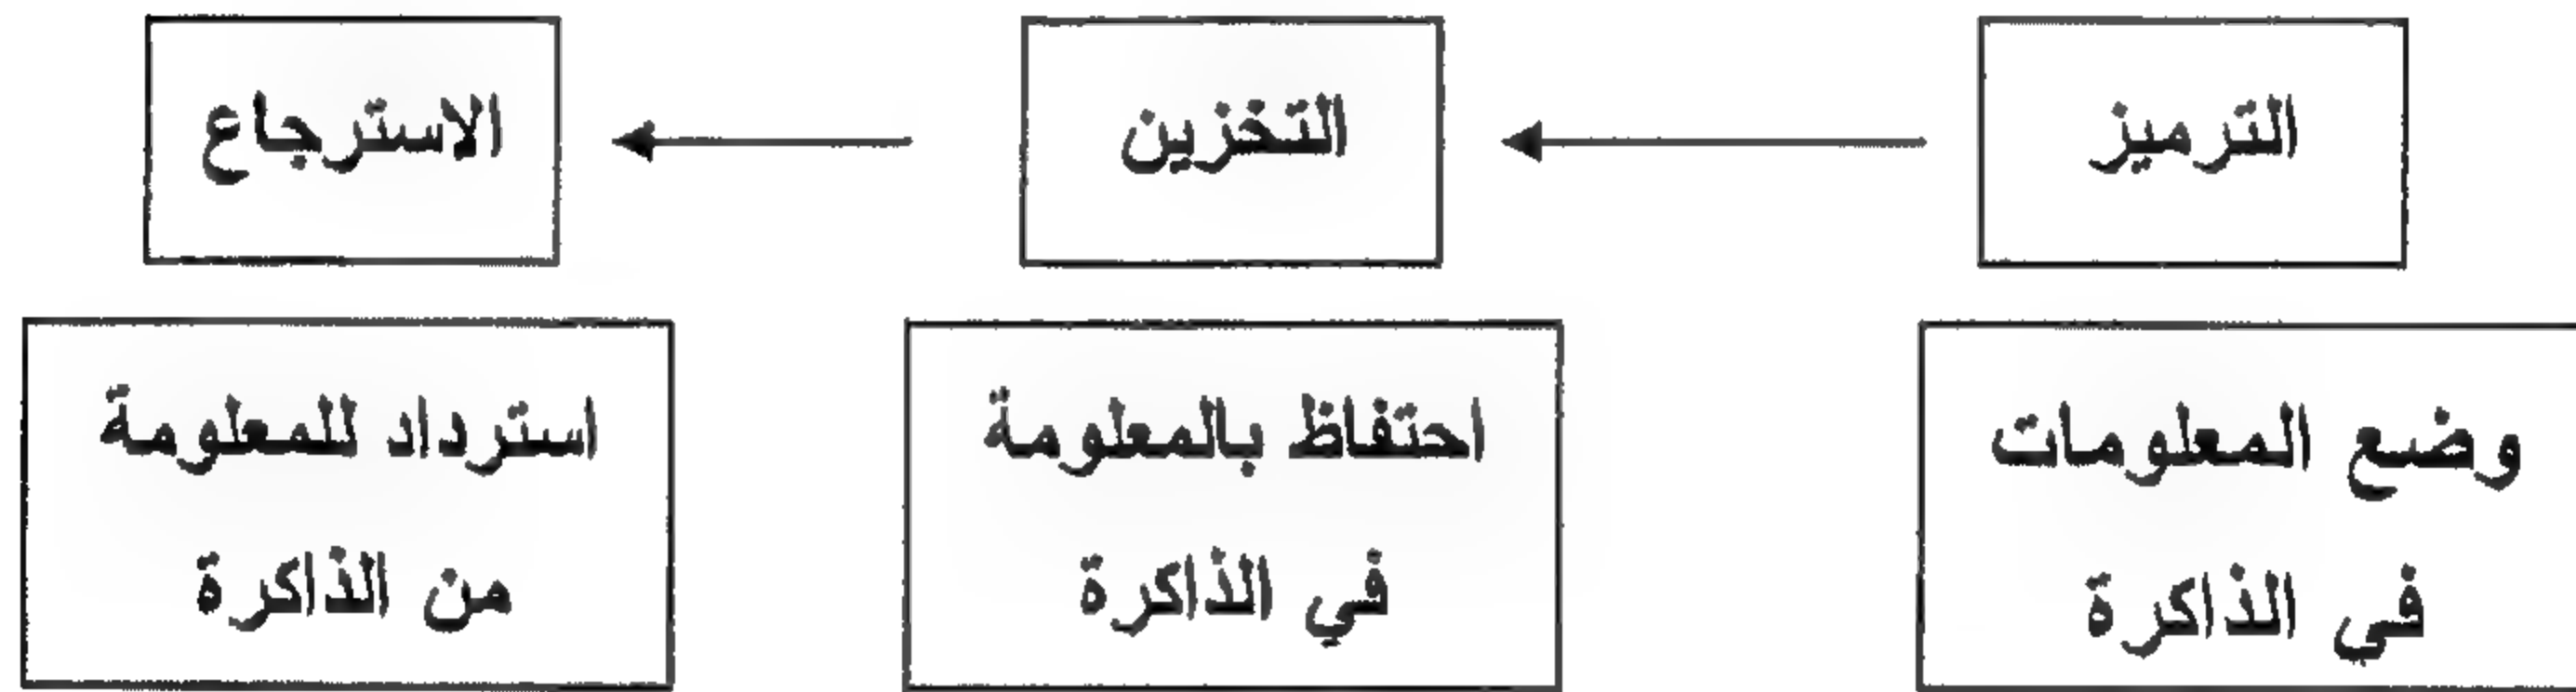 الترميز
التخزين
الاسترجاع
وضع المعلومات
في الذاكرة
احتفاظ بالمعلومة
في الذاكرة
استرداد للمعلومة
من الذاكرة